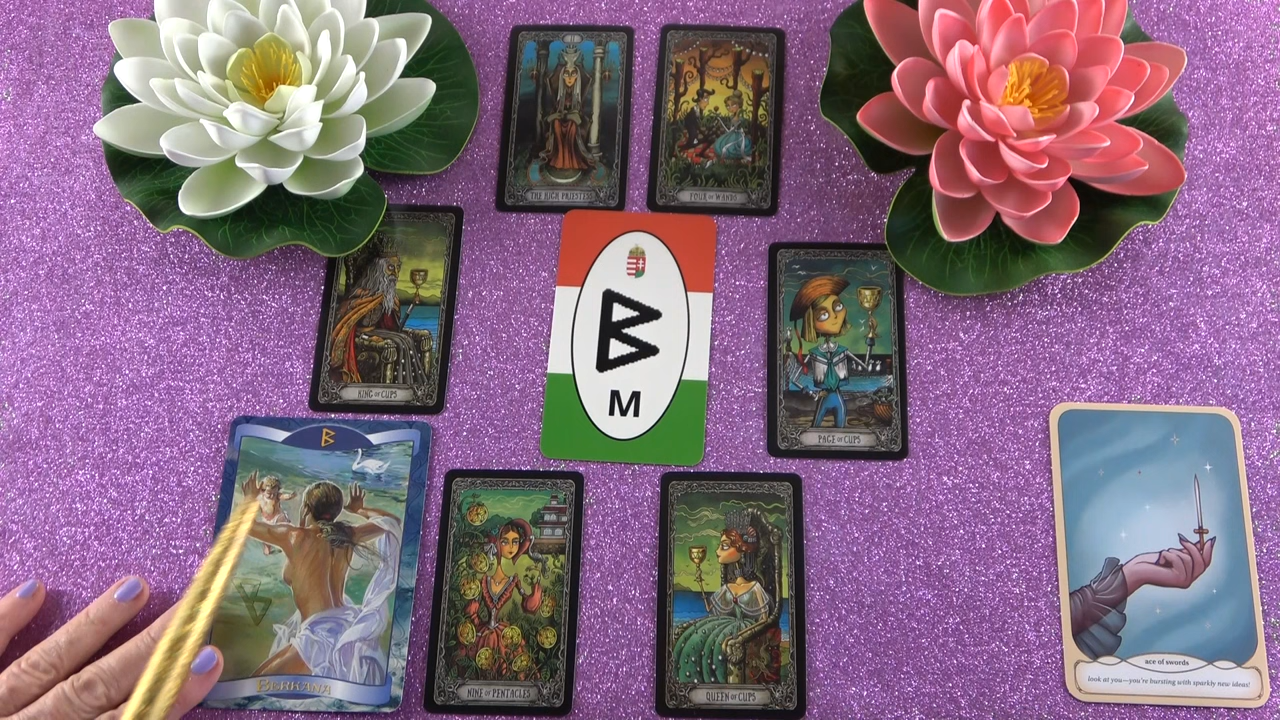 THE HIGH PRIESTESS
FOUR OF WANDS
KING OF CUPS
M
PAGE OF CUPS
BERKANA
NINE OF PENTACLES
QUEEN OF CUPS
ace of swords
look at you—you're bursting with sparkly new ideas!